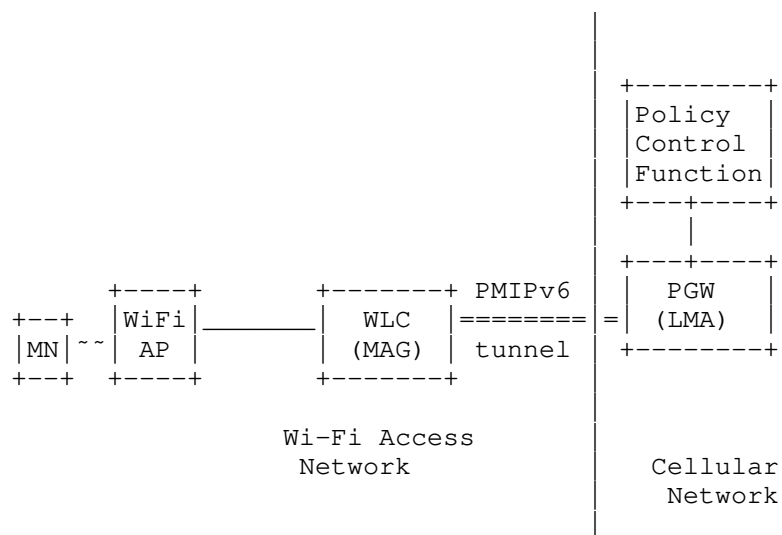 Policy
Control
Function
PMIPv6
PGW
WiFi
WLC
(LMA)
MN
AP
(MAG)
tunnel
Wi-Fi Access
Network
Cellular
Network